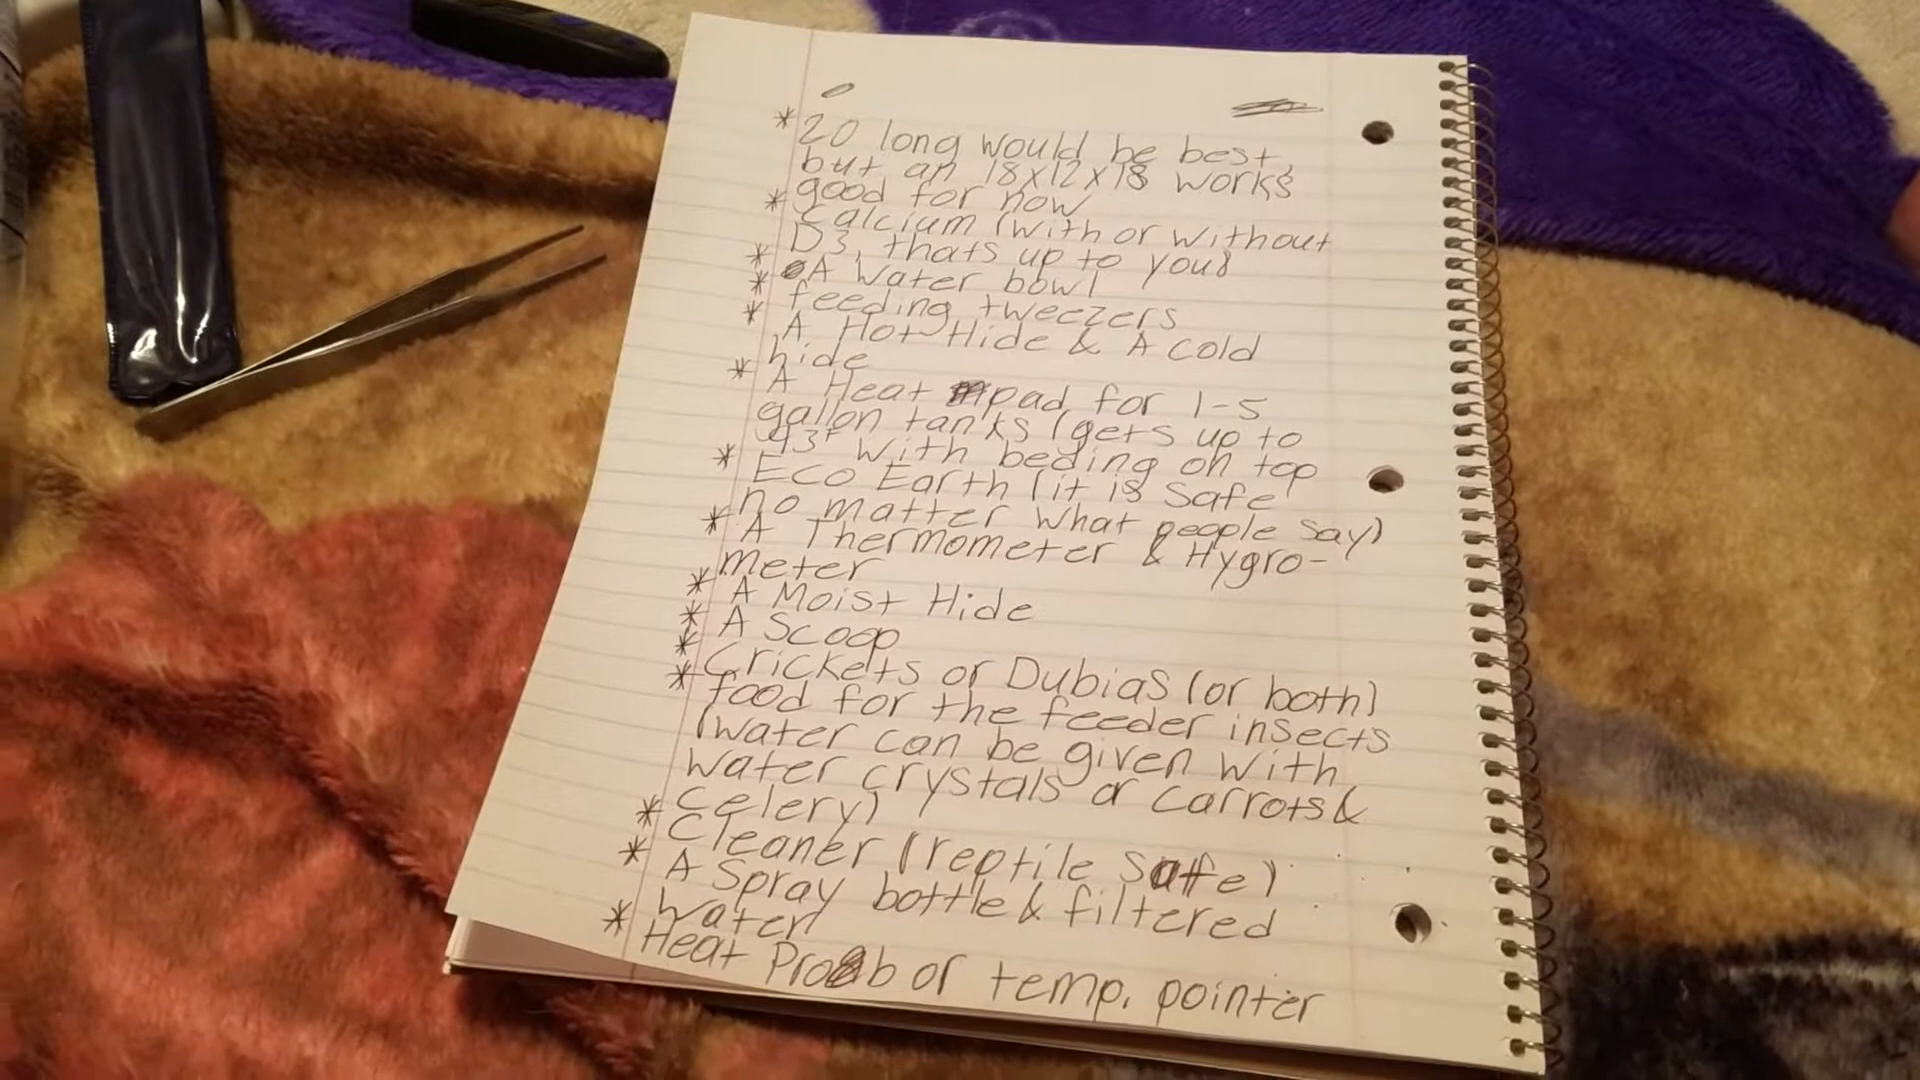 * 20 long would be best,
but an 18x12x18 works
good for now
* Calcium (with or without
D3, thats up to you)
* A Water bowl
* feeding tweezers
* A Hot Hide & A cold
hide
* A Heat pad for 1-5
gallon tanks (gets up to
93° with beding on top
* Eco Earth (it is safe
no matter what people say)
* A Thermometer & Hygro-
meter
* A Moist Hide
* A Scoop
* Crickets or Dubias (or both)
* food for the feeder insects
(water can be given with
water crystals or carrots &
celery)
* Cleaner (reptile safe)
* A Spray bottle & filtered
water
* Heat Prob or temp. pointer